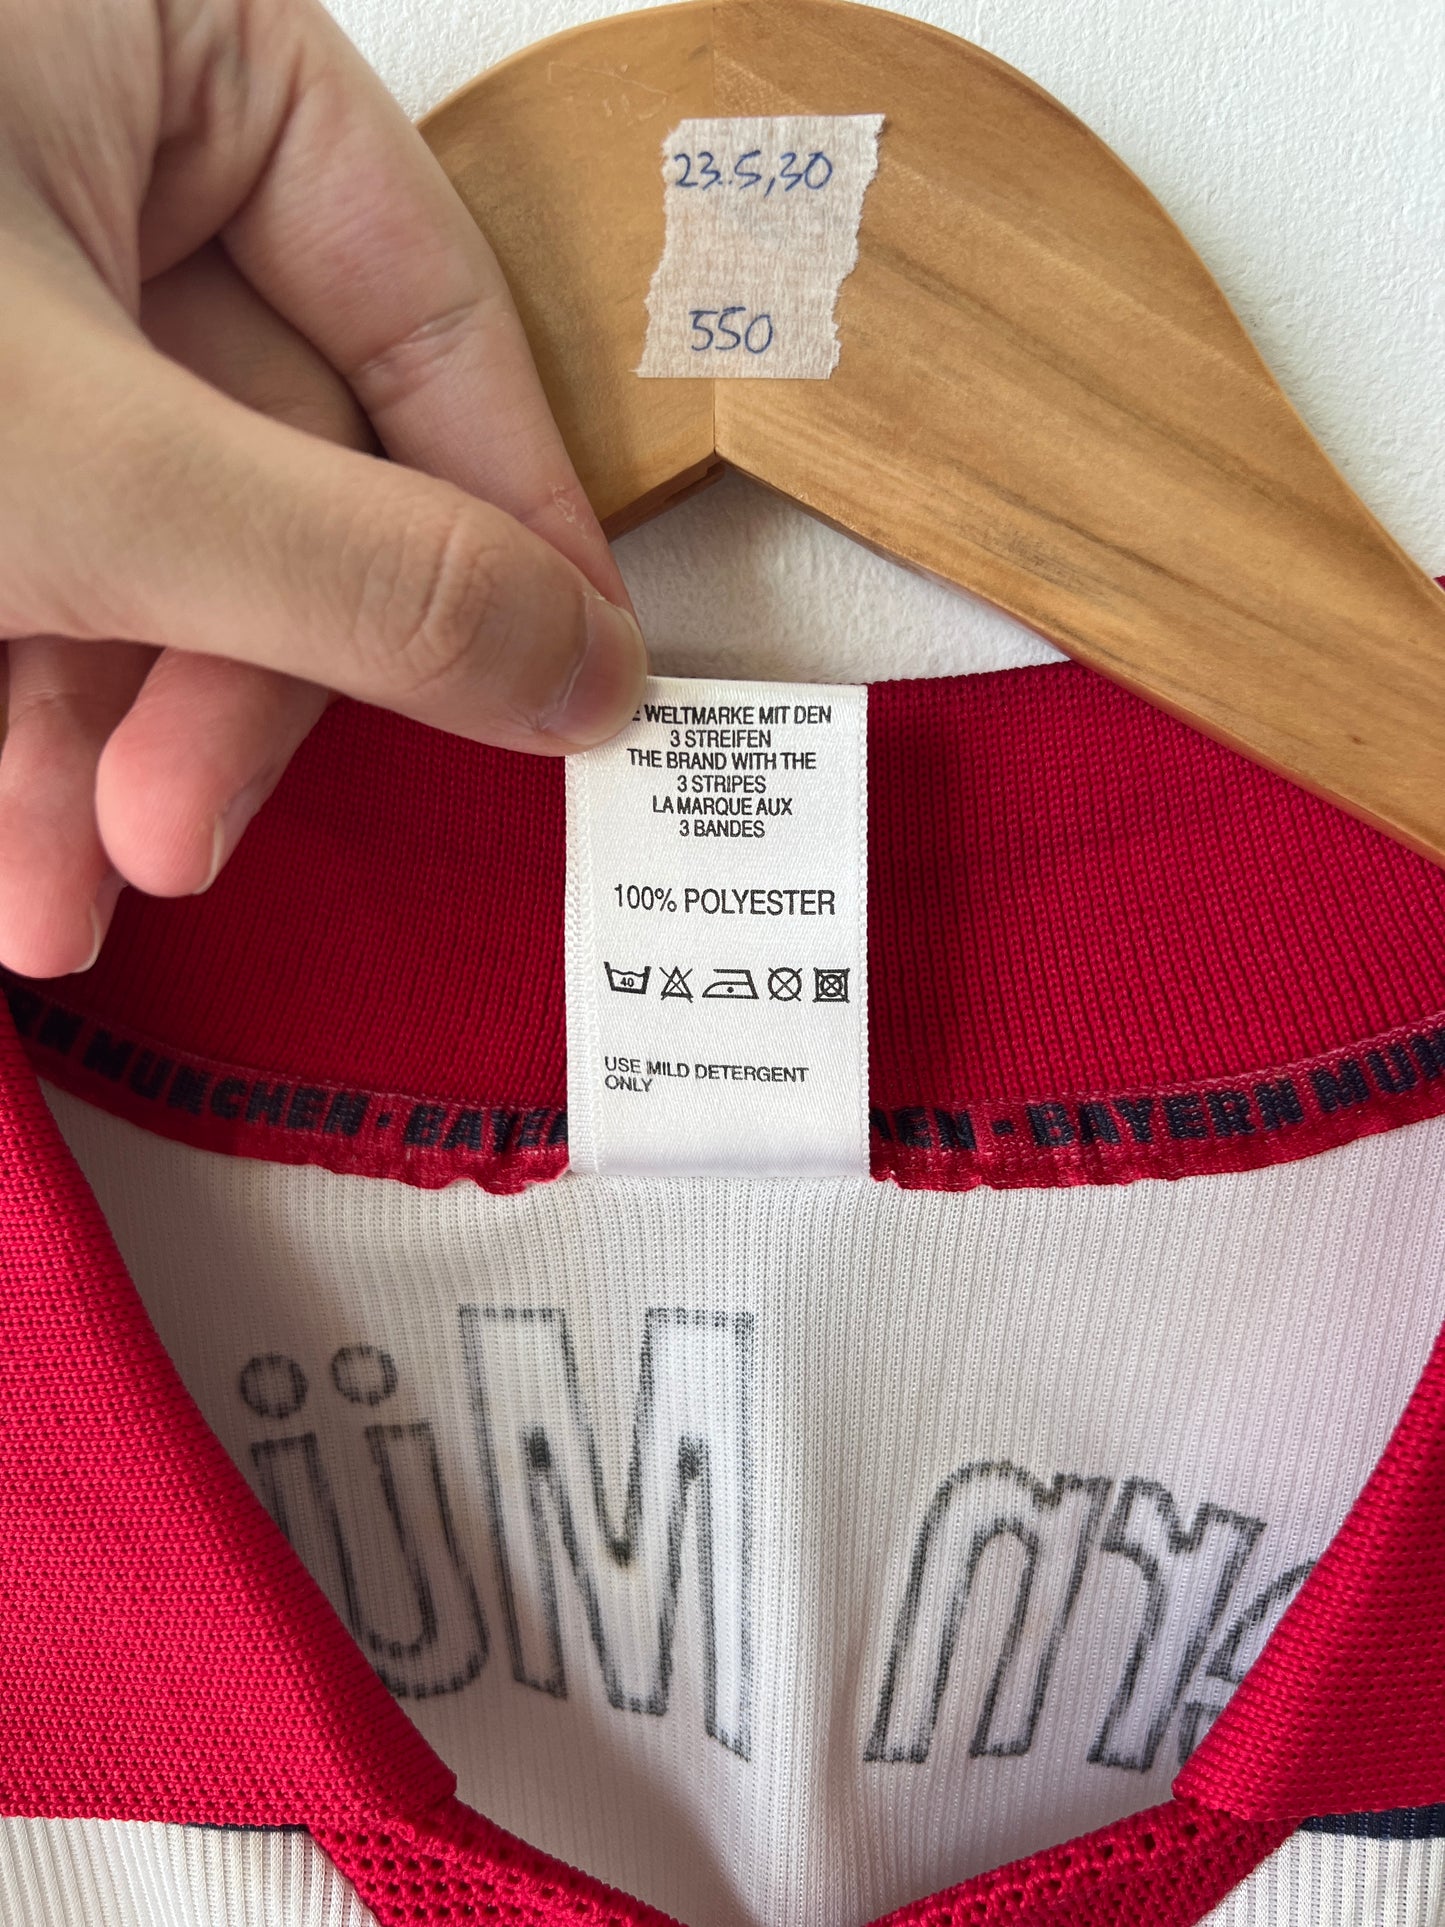 23.5,30
550
WELTMARKE MIT DEN
3 STREIFEN
THE BRAND WITH THE
3 STRIPES
LA MARQUE AUX
3 BANDES
100% POLYESTER
40
USE MILD DETERGENT
ONLY
MUNCHEN · BAYERN · BAYERN